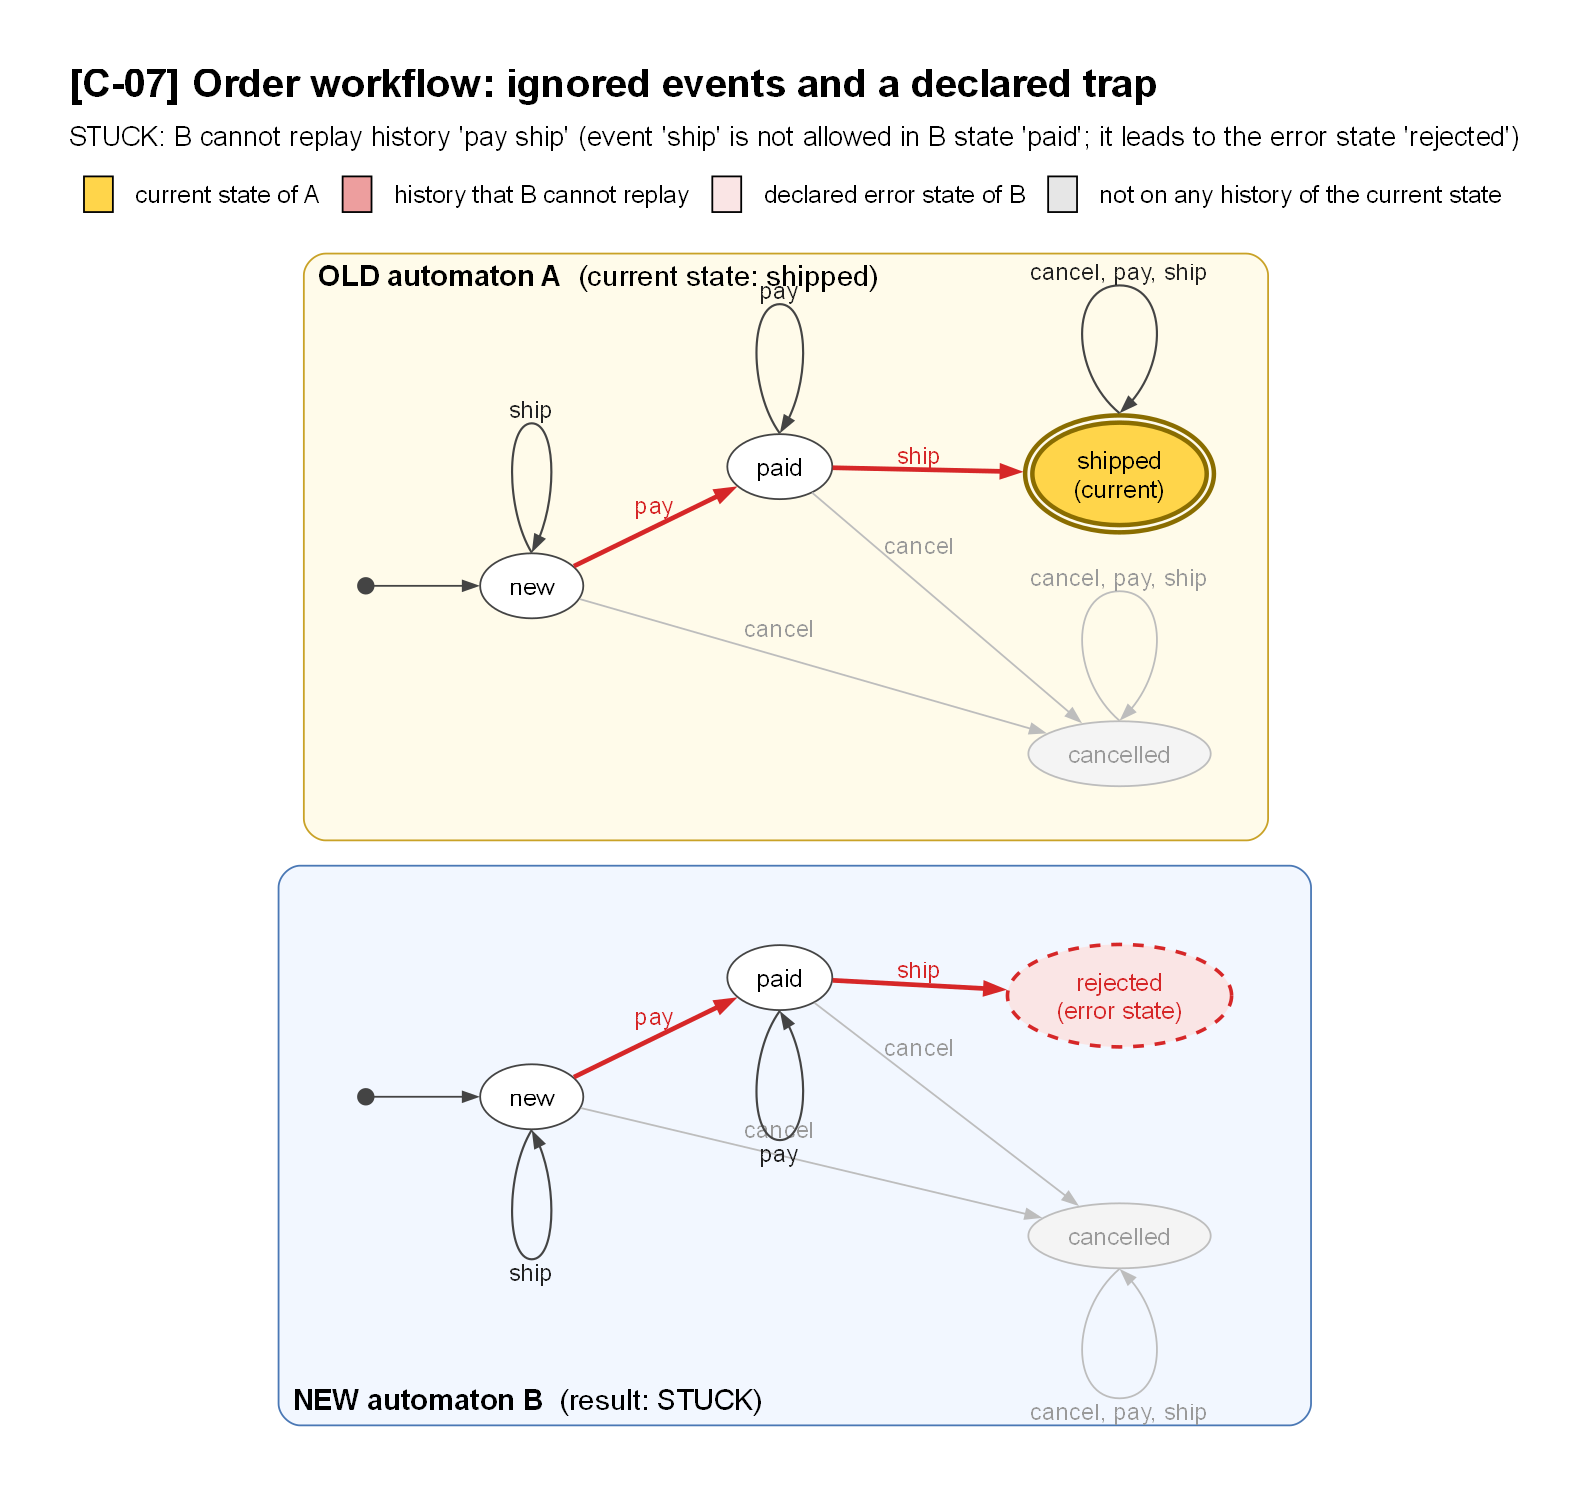 [C-07] Order workflow: ignored events and a declared trap
STUCK: B cannot replay history 'pay ship' (event 'ship' is not allowed in B state 'paid'; it leads to the error state 'rejected')
current state of A
history that B cannot replay
declared error state of B
not on any history of the current state
OLD automaton A (current state: shipped)
cancel, pay, ship
pay
ship
paid
ship
shipped
(current)
pay
cancel
new
cancel, pay, ship
cancel
cancelled
paid
ship
rejected
(error state)
pay
cancel
new
cancel
pay
cancelled
ship
NEW automaton B (result: STUCK)
cancel, pay, ship